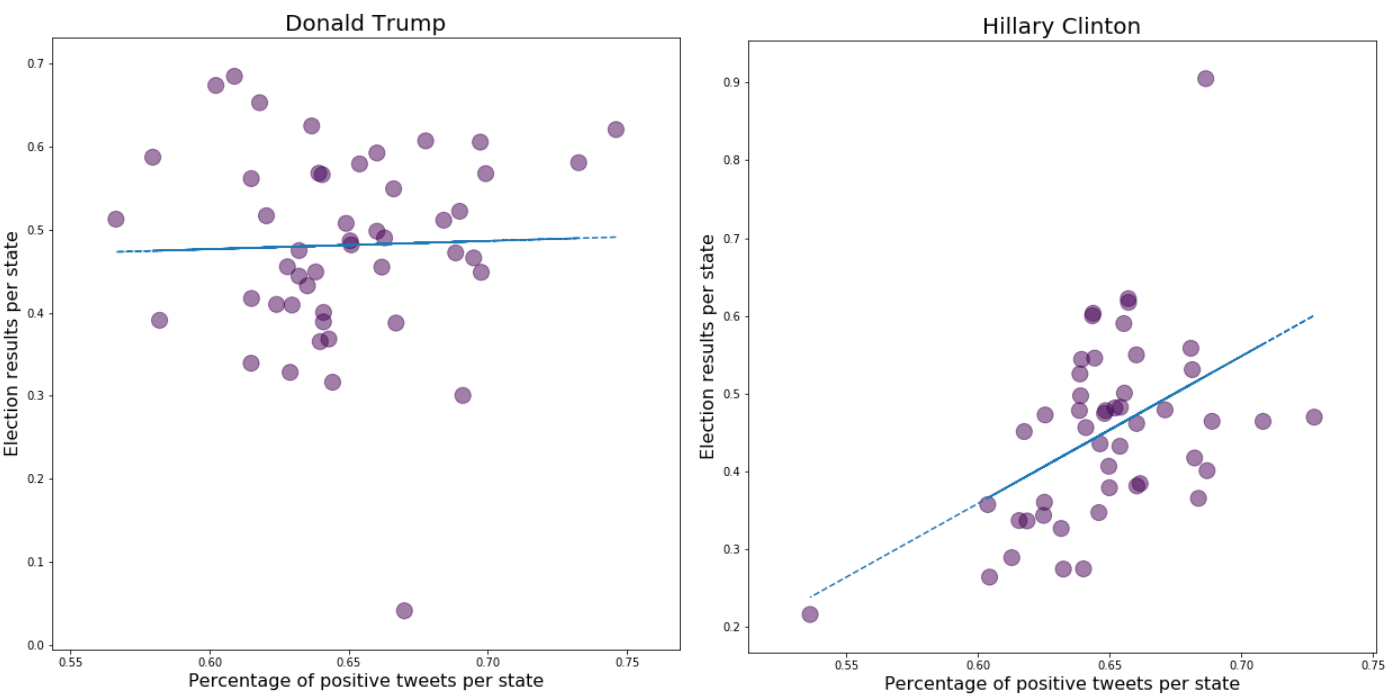 Donald Trump
Election results per state
0.7
0.6
0.5
0.4
0.3
0.2
0.1
0.0
0.55 0.60 0.65 0.70 0.75
Percentage of positive tweets per state
Hillary Clinton
Election results per state
0.9
0.8
0.7
0.6
0.5
0.4
0.3
0.2
0.55 0.60 0.65 0.70 0.75
Percentage of positive tweets per state